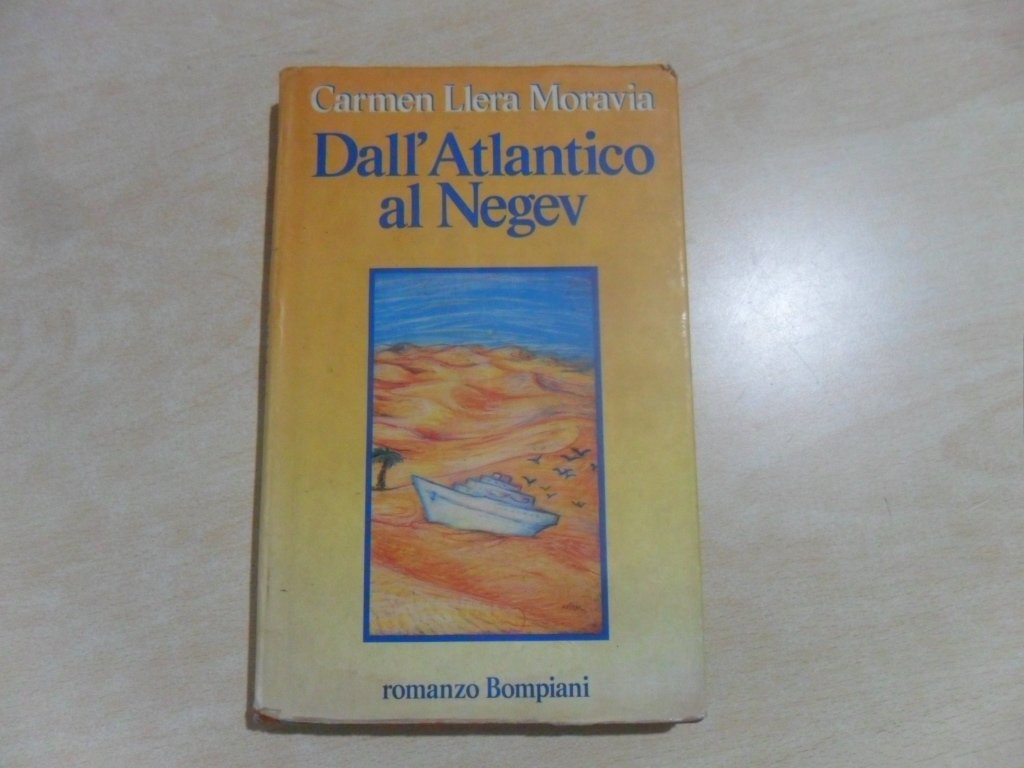 Carmen Llera Moravia
Dall'Atlantico
al Negev
romanzo Bompiani